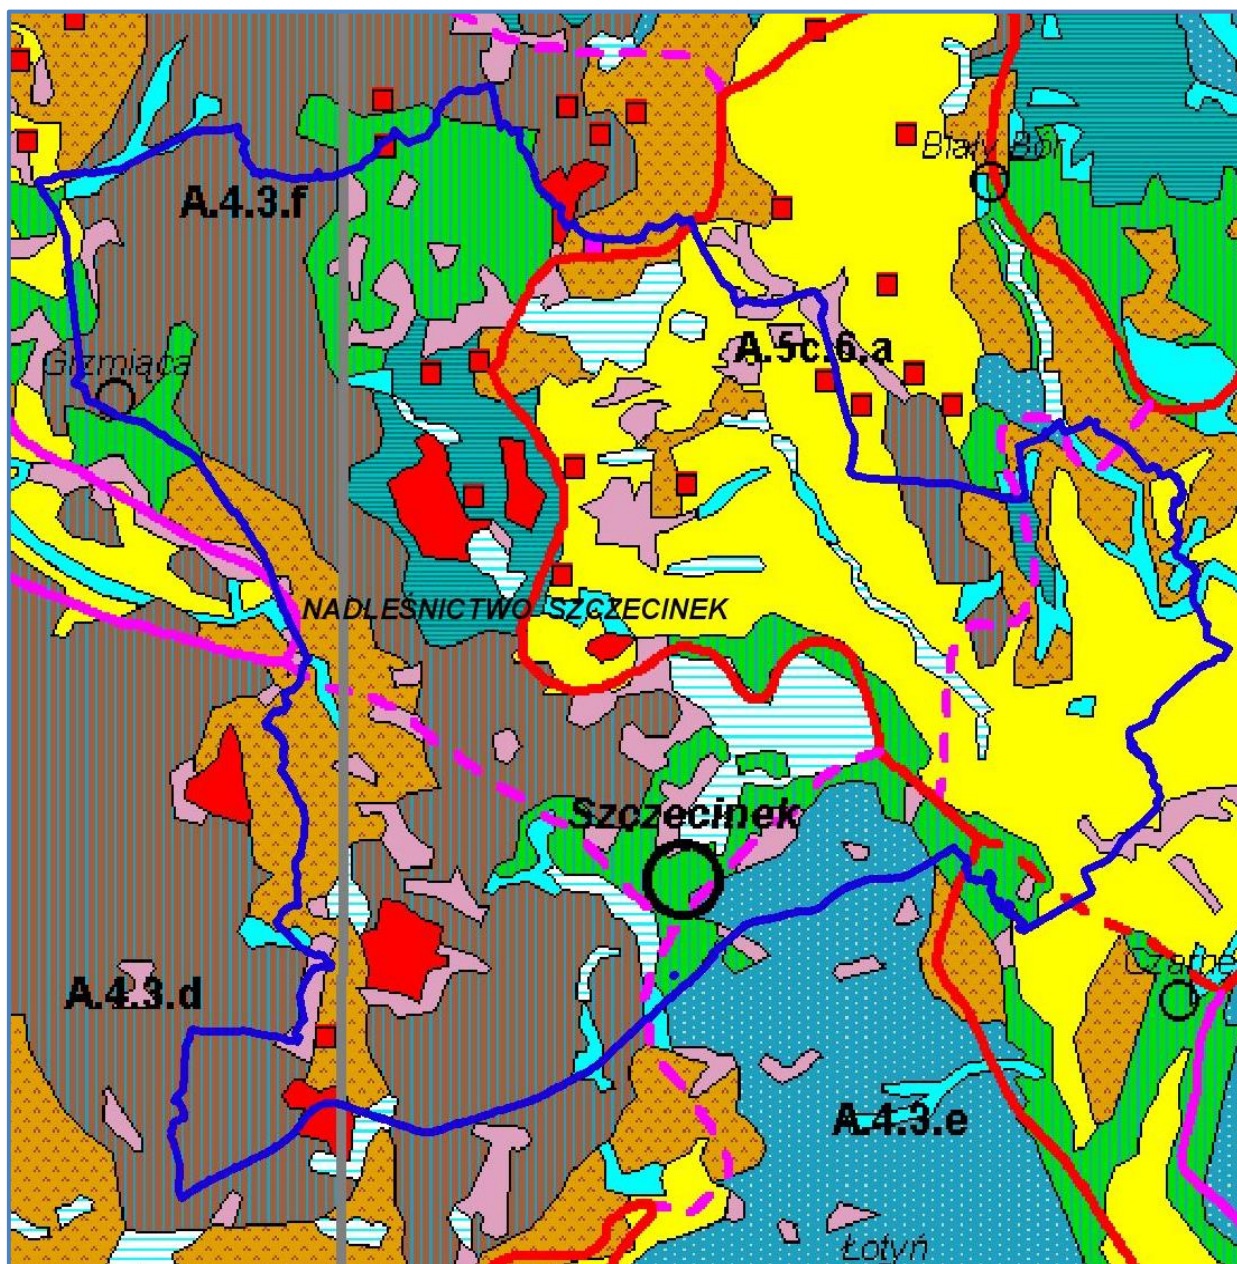 Biały Bór
A.4.3.f
A.5c.6.a
Grzmiąca
NADLEŚNICTWO SZCZECINEK
Szczecinek
Czarne
A.4.3.d
A.4.3.e
Łotyń